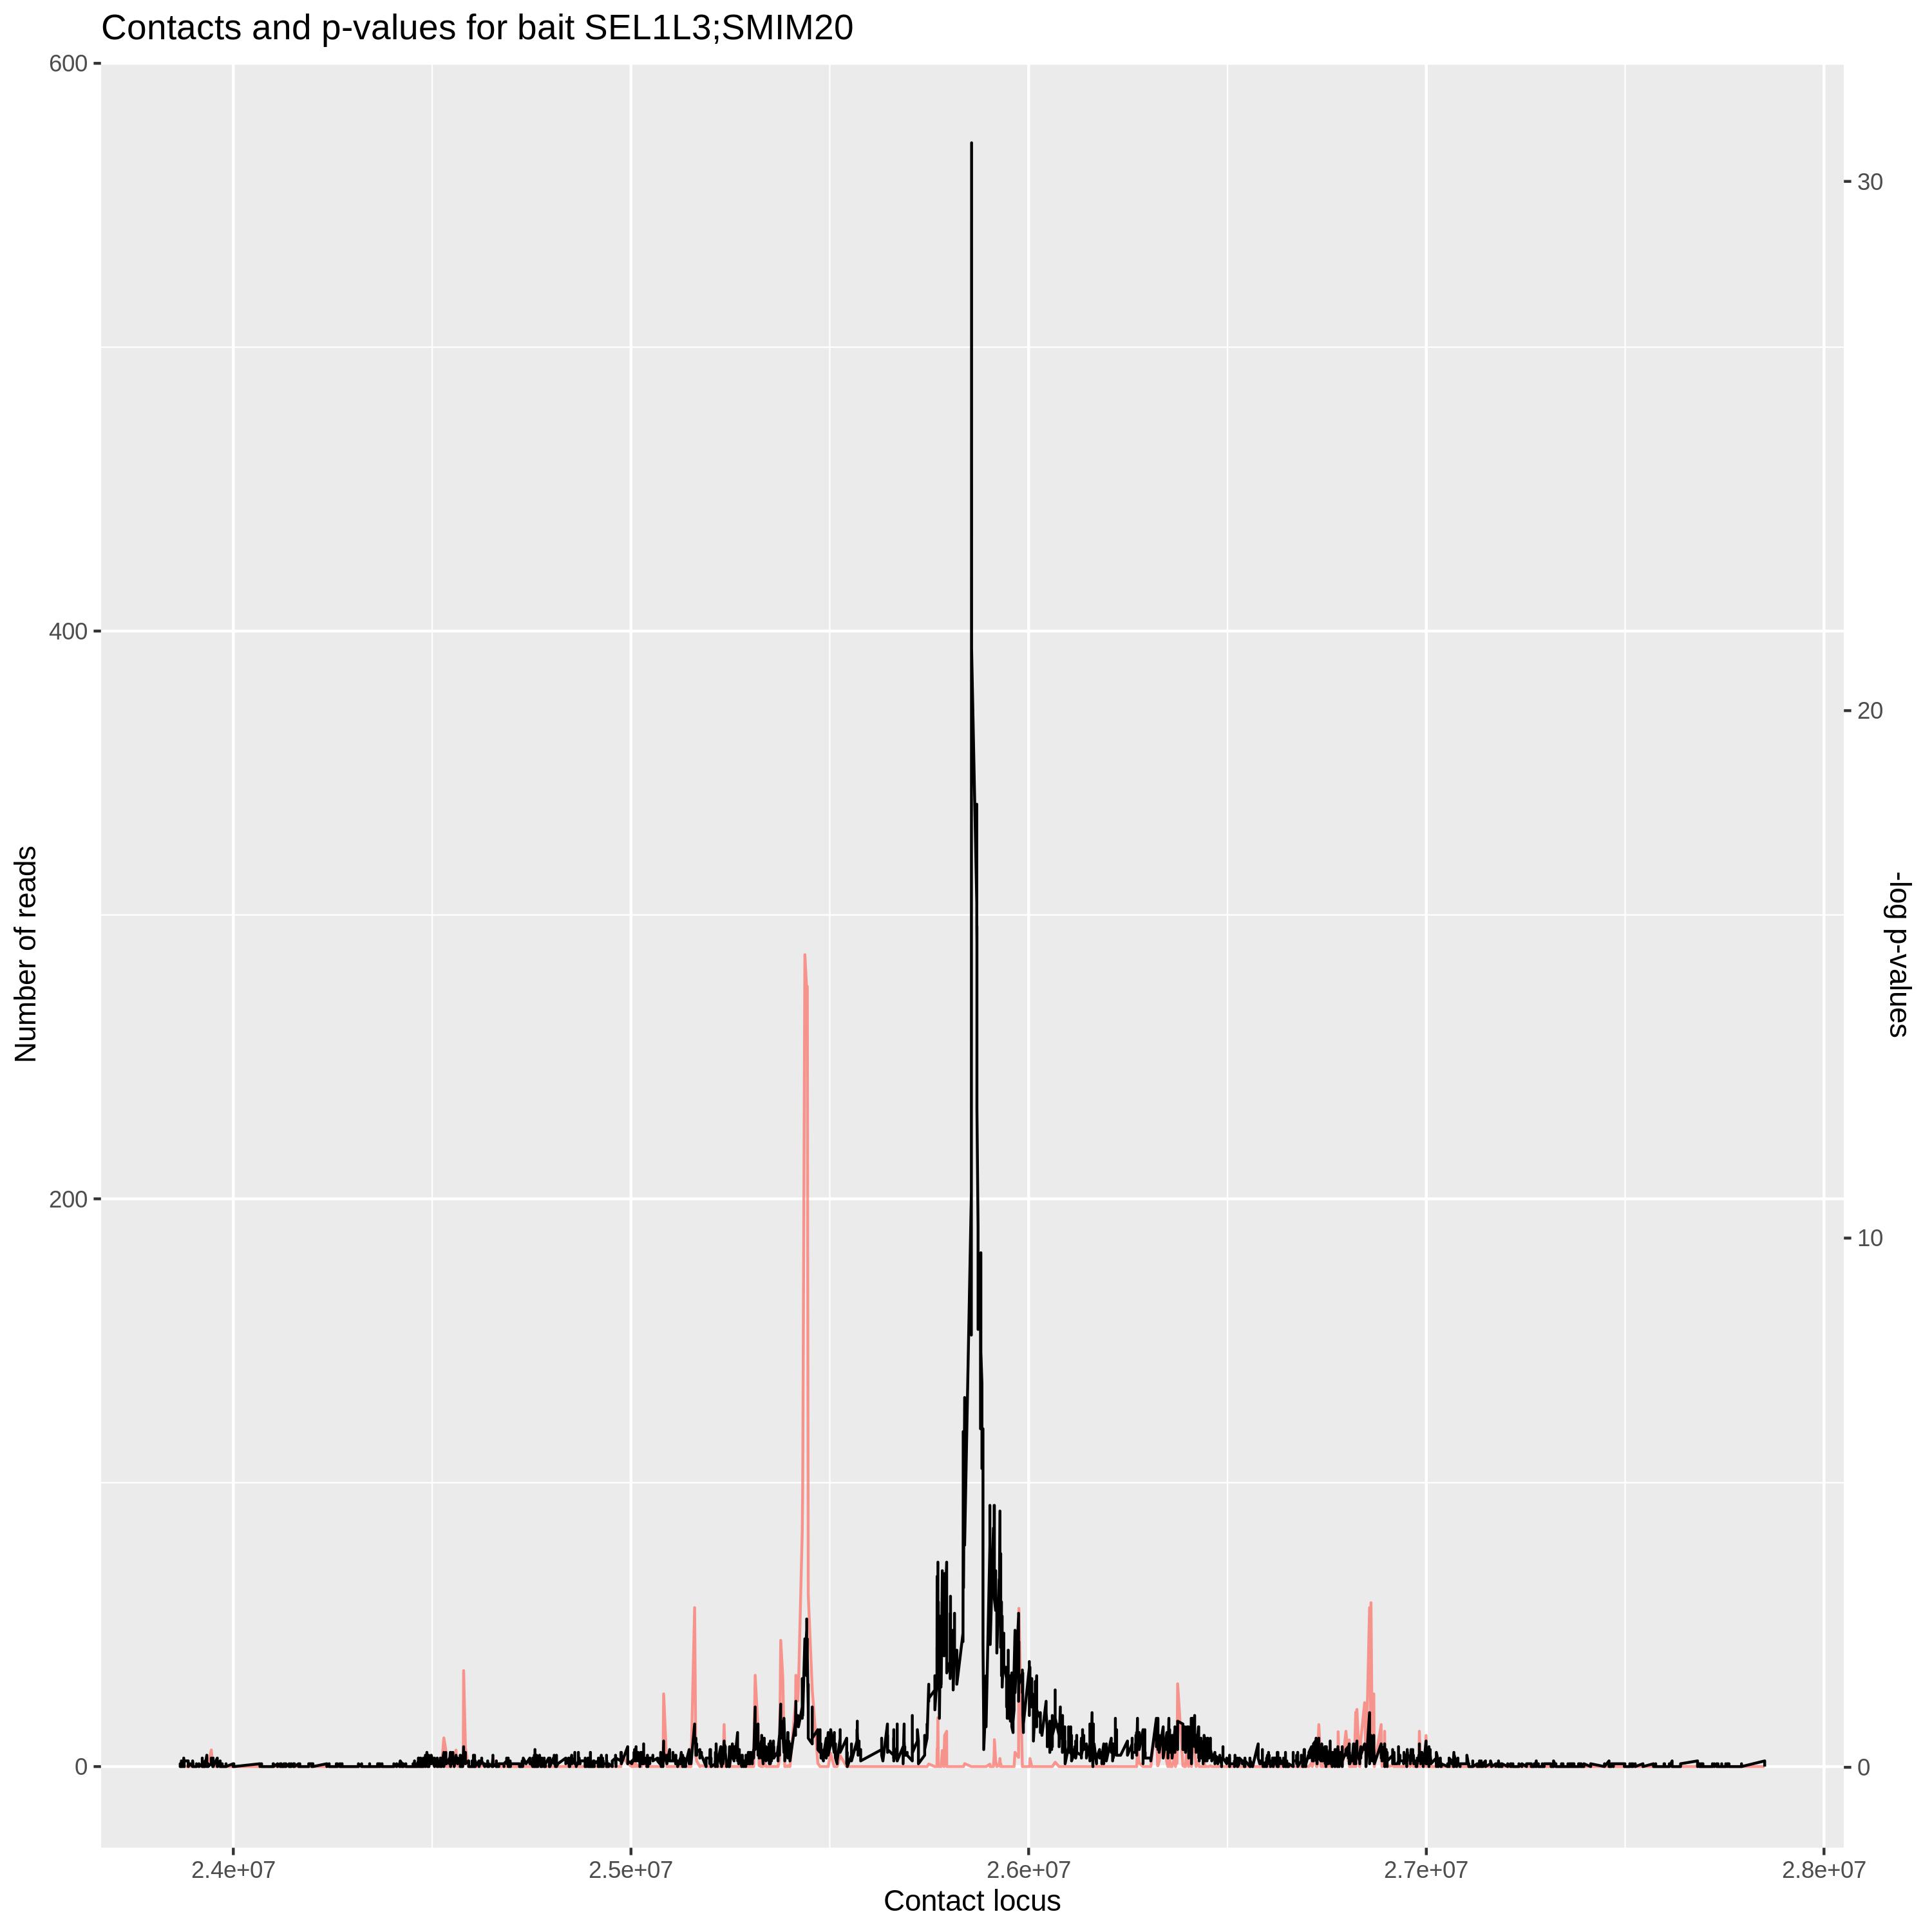 Contacts and p-values for bait SEL1L3;SMIM20
600
400
200
0
Number of reads
30
20
10
0
-log p-values
2.4e+07 2.5e+07 2.6e+07 2.7e+07 2.8e+07
Contact locus